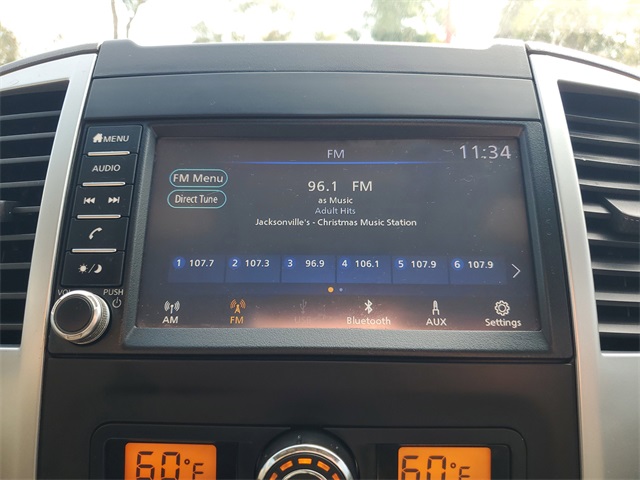 MENU
AUDIO
VOL PUSH
FM 11:34
FM Menu
Direct Tune
96.1 FM
as Music
Adult Hits
Jacksonville's - Christmas Music Station
1 107.7 2 107.3 3 96.9 4 106.1 5 107.9 6 107.9
AM FM Bluetooth AUX Settings
60°F 60°F